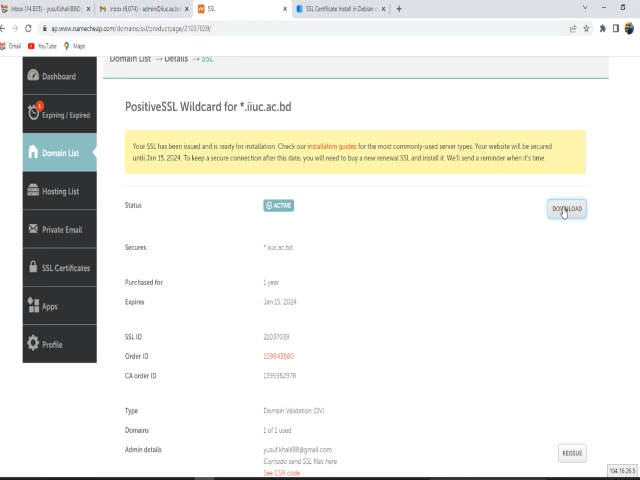 Inbox (14,835) - yusuf.khalil88@g
Inbox (6,074) - admin@iiuc.ac.b
SSL
SSL Certificate Install in Debian
ap.www.namecheap.com/domains/ssl/productpage/21037039/
Gmail YouTube Maps
Domain List → Details → SSL
Dashboard
1
Expiring / Expired
Domain List
Hosting List
Private Email
SSL Certificates
Apps
Profile
PositiveSSL Wildcard for *.iiuc.ac.bd
Your SSL has been issued and is ready for installation. Check our installation guides for the most commonly-used server types. Your website will be secured
until Jan 15, 2024. To keep a secure connection after this date, you will need to buy a new renewal SSL and install it. We'll send a reminder when it's time.
Status ACTIVE DOWNLOAD
Secures *.iiuc.ac.bd
Purchased for 1 year
Expires Jan 15, 2024
SSL ID 21037039
Order ID 109843680
CA order ID 1395962978
Type Domain Validation (DV)
Domains 1 of 1 used
Admin details yusuf.khalil88@gmail.com REISSUE
Comodo send SSL files here
See CSR code
104.16.26.5